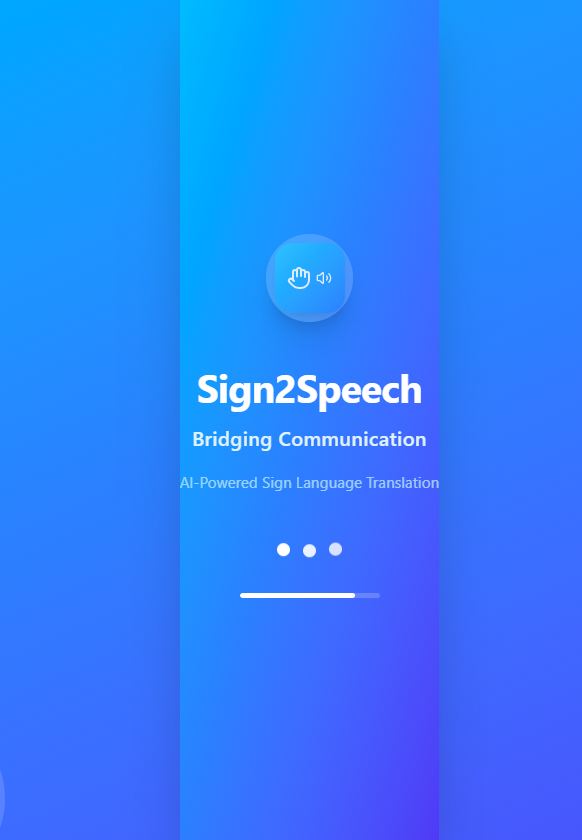 Sign2Speech
Bridging Communication
AI-Powered Sign Language Translation